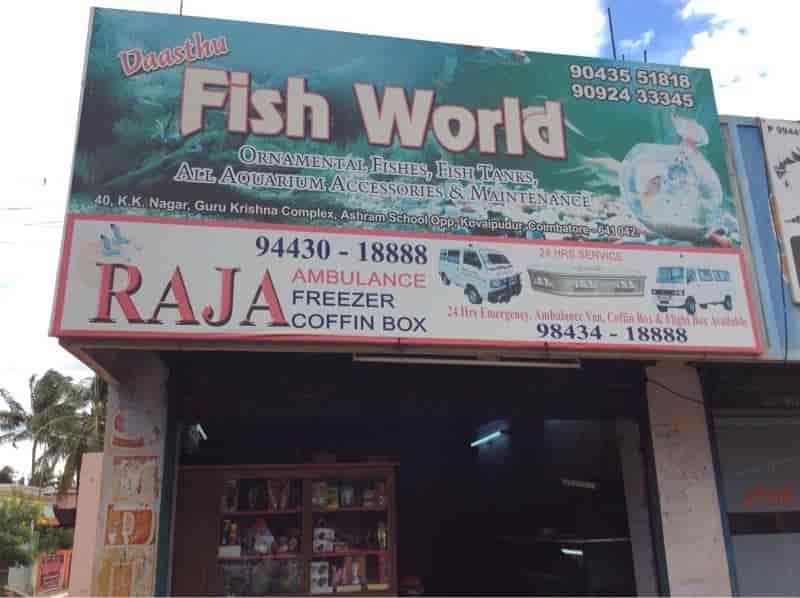 Vaasthu
Fish World
90435 51818
90924 33345
ORNAMENTAL FISHES, FISH TANKS,
ALL AQUARIUM ACCESSORIES & MAINTENANCE
40, K.K. Nagar, Guru Krishna Complex, Ashram School Opp, Kovaipudur, Coimbatore - 641 042.
RAJA
94430 - 18888
AMBULANCE
FREEZER
COFFIN BOX
24 HRS SERVICE
24 Hrs Emergency, Ambulance Van, Coffin Box & Flight Box Available
98434 - 18888